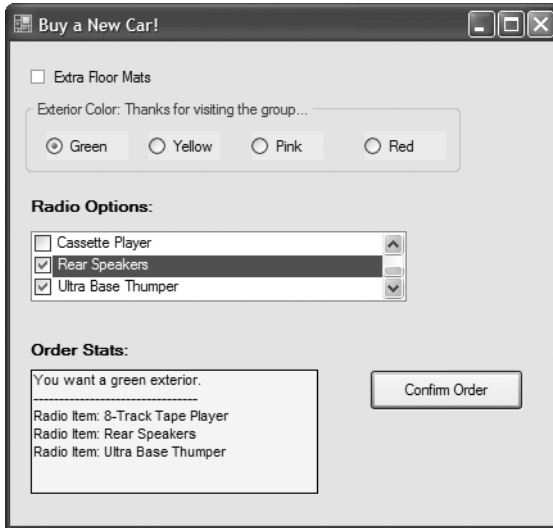 Buy a New Car!
Extra Floor Mats
Exterior Color: Thanks for visiting the group...
Green Yellow Pink Red
Radio Options:
Cassette Player
Rear Speakers
Ultra Base Thumper
Order Stats:
You want a green exterior.
--------------------------------
Radio Item: 8-Track Tape Player
Radio Item: Rear Speakers
Radio Item: Ultra Base Thumper
Confirm Order